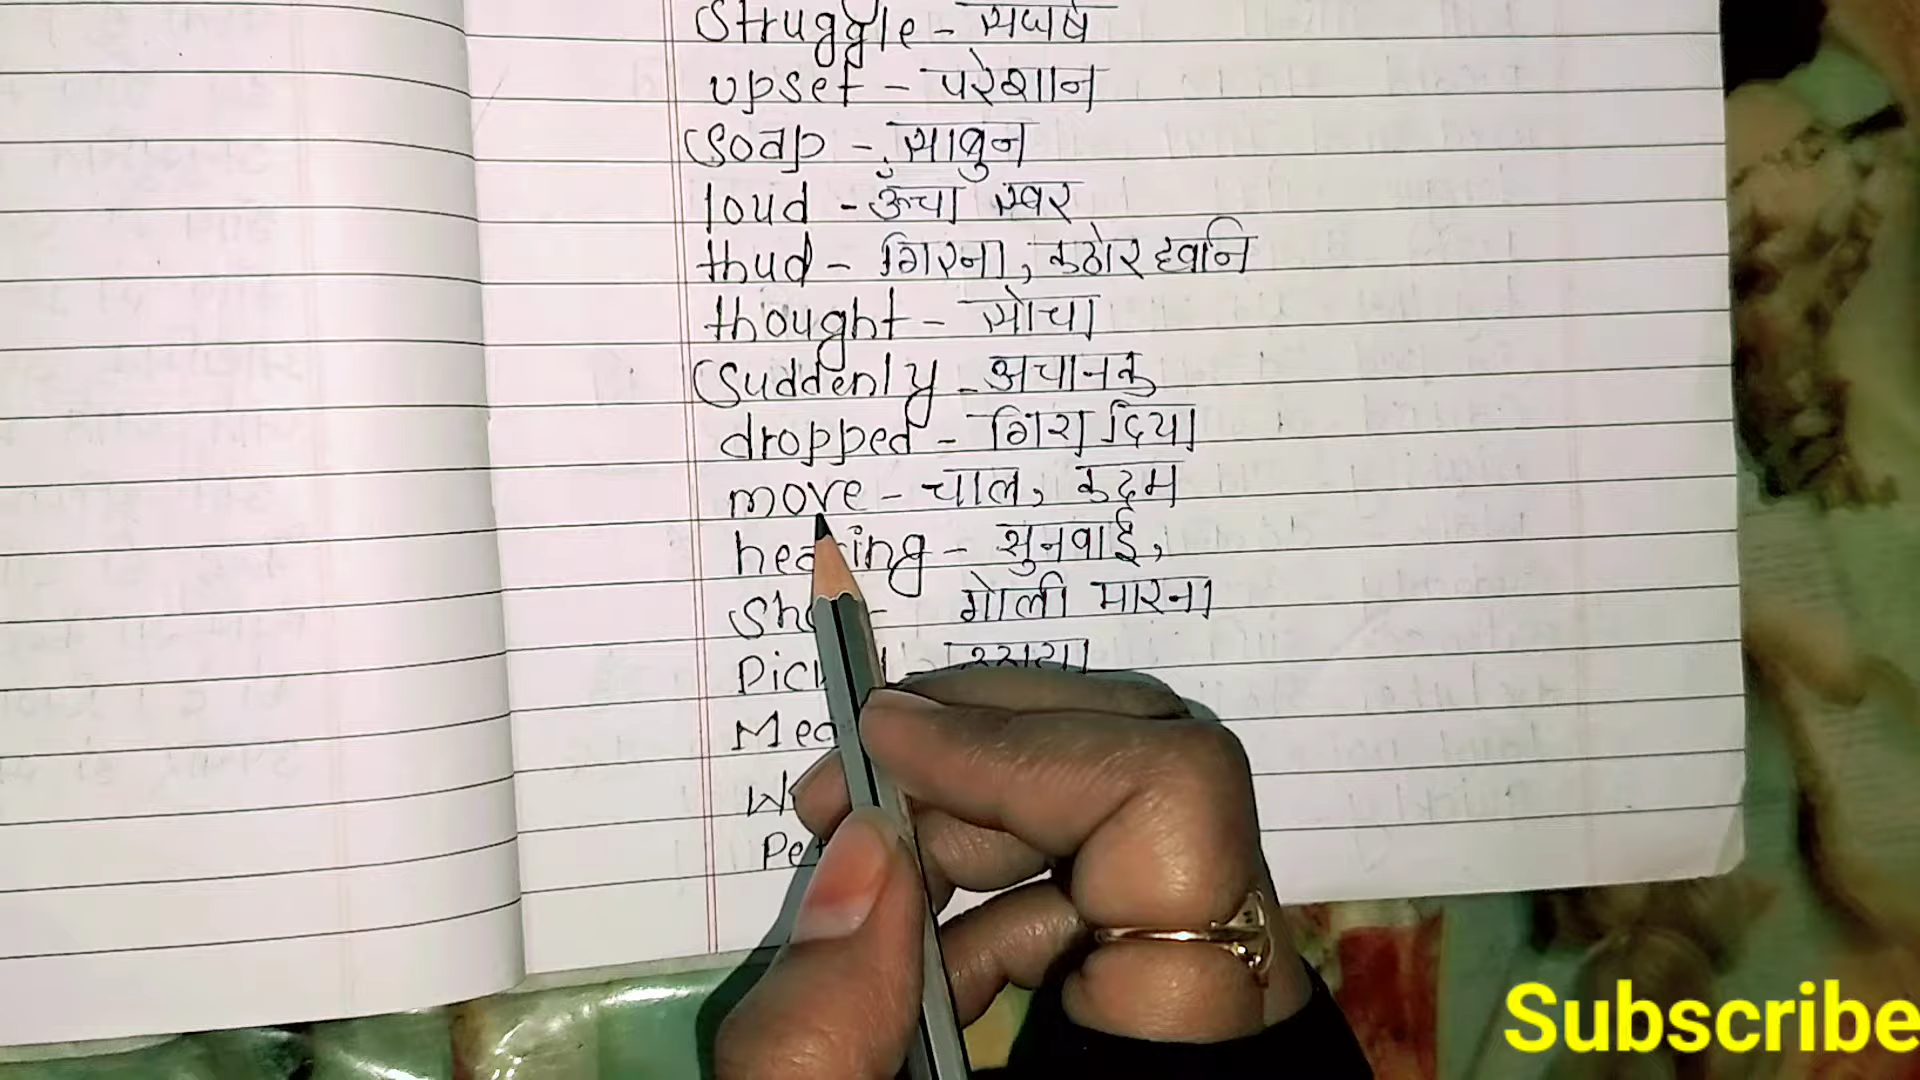 Struggle - संघर्ष
upset - परेशान
Soap - साबुन
loud - ऊँचा स्वर
thud - गिरना, कठोर ध्वनि
thought - सोचा
Suddenly - अचानक
dropped - गिरा दिया
move - चाल, कदम
hearing - सुनवाई,
गोली मारना
Subscribe